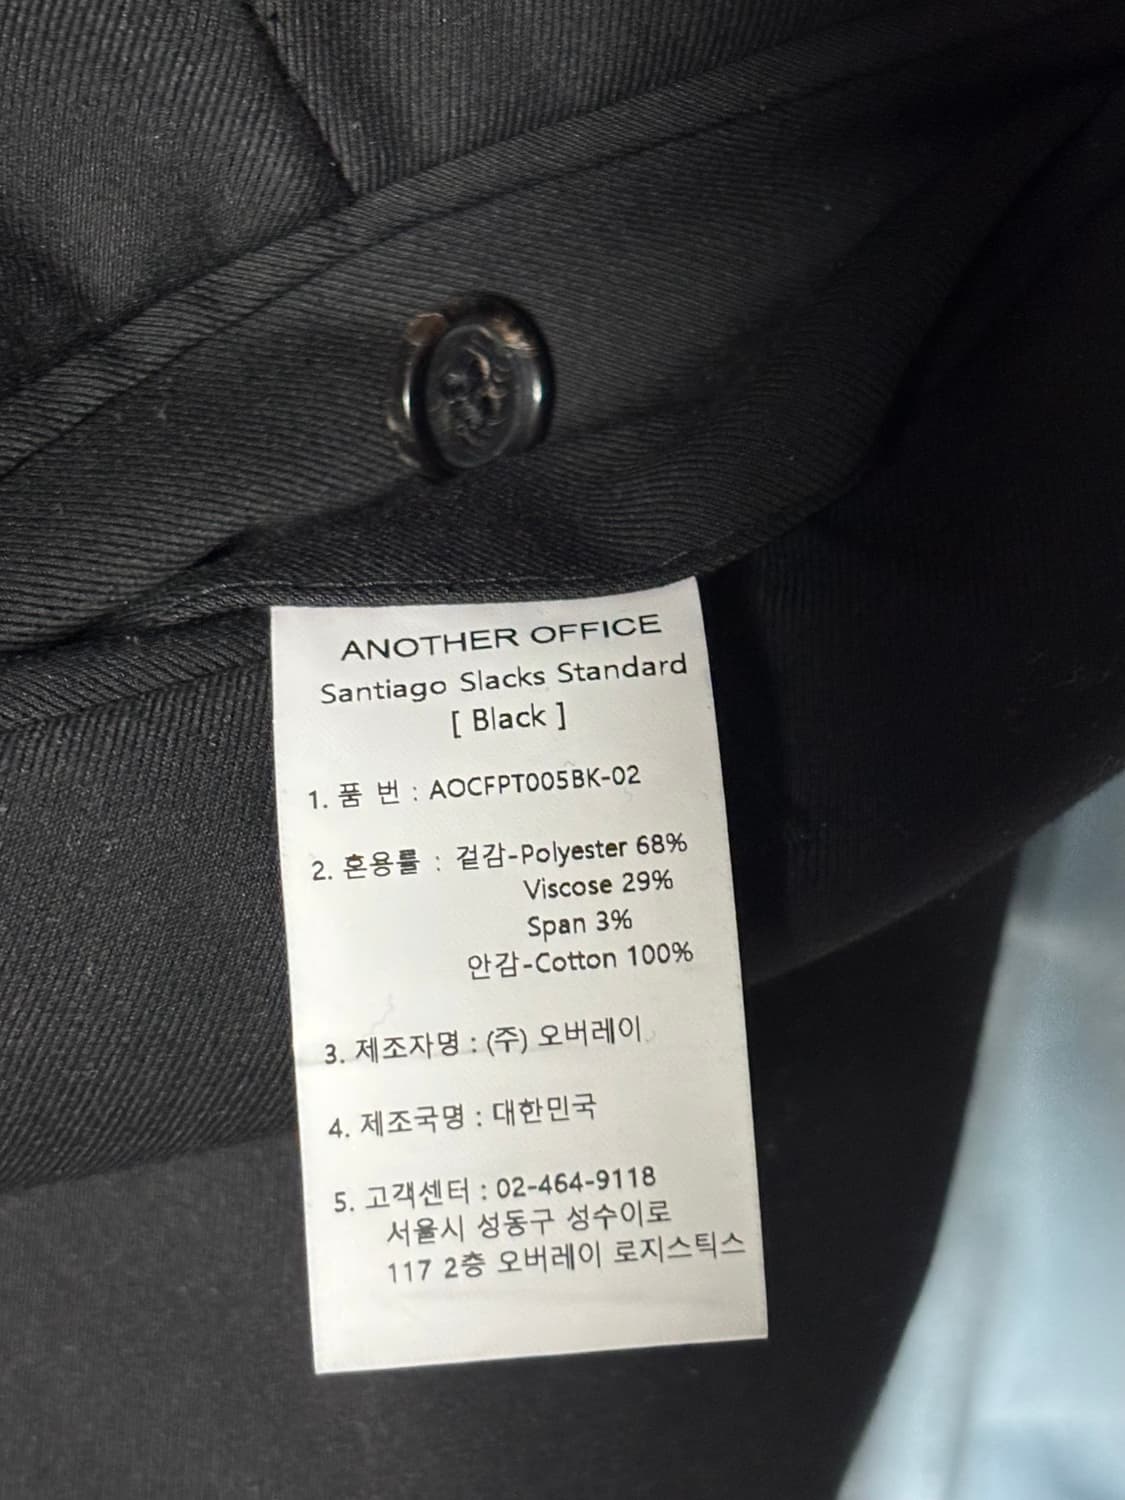 ANOTHER OFFICE
Santiago Slacks Standard
[ Black ]
1. 품 번 : AOCFPT005BK-02
2. 혼용률 : 겉감-Polyester 68%
Viscose 29%
Span 3%
안감-Cotton 100%
3. 제조자명 : (주) 오버레이
4. 제조국명 : 대한민국
5. 고객센터 : 02-464-9118
서울시 성동구 성수이로
117 2층 오버레이 로지스틱스